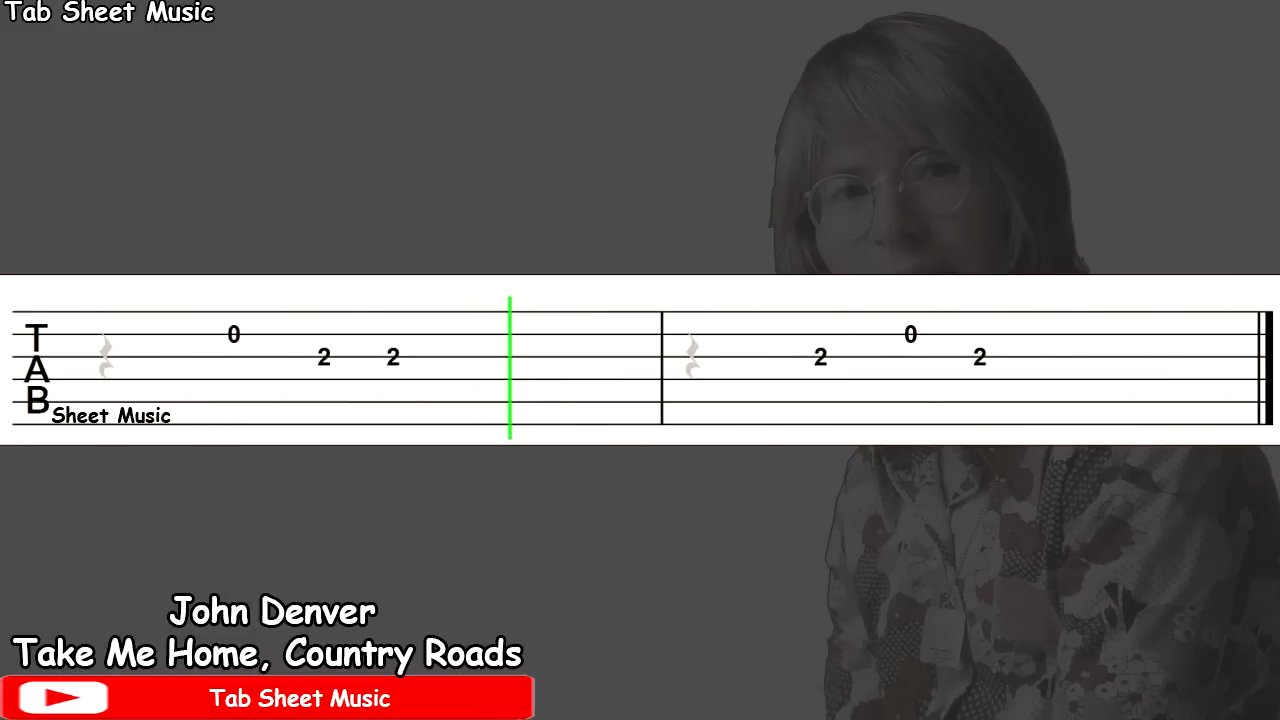 Tab Sheet Music
T
A
B
0
2 2
2
0
2
Sheet Music
John Denver
Take Me Home, Country Roads
Tab Sheet Music